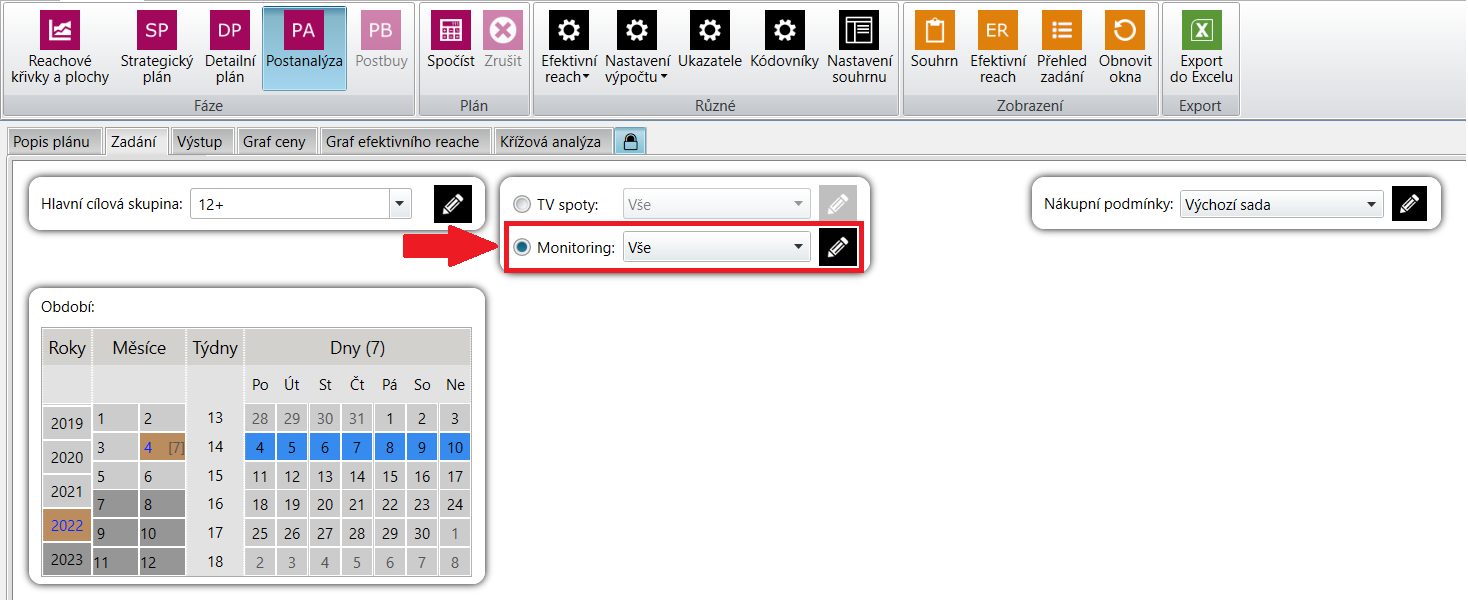 SP
DP
PA
PB
ER
X
Reachové
křivky a plochy
Strategický
plán
Detailní
plán
Postanalýza
Postbuy
Spočíst
Zrušit
Efektivní
reach
Nastavení
výpočtu
Ukazatele
Kódovníky
Nastavení
souhrnu
Souhrn
Efektivní
reach
Přehled
zadání
Obnovit
okna
Export
do Excelu
Fáze
Plán
Různé
Zobrazení
Export
Popis plánu
Zadání
Výstup
Graf ceny
Graf efektivního reache
Křížová analýza
Hlavní cílová skupina: 12+
TV spoty: Vše
Monitoring: Vše
Nákupní podmínky: Výchozí sada
Období:
Roky Měsíce Týdny Dny (7)
Po Út St Čt Pá So Ne
2019 1 2 13 28 29 30 31 1 2 3
2020 3 4 [7] 14 4 5 6 7 8 9 10
2021 5 6 15 11 12 13 14 15 16 17
7 8 16 18 19 20 21 22 23 24
2022 9 10 17 25 26 27 28 29 30 1
2023 11 12 18 2 3 4 5 6 7 8